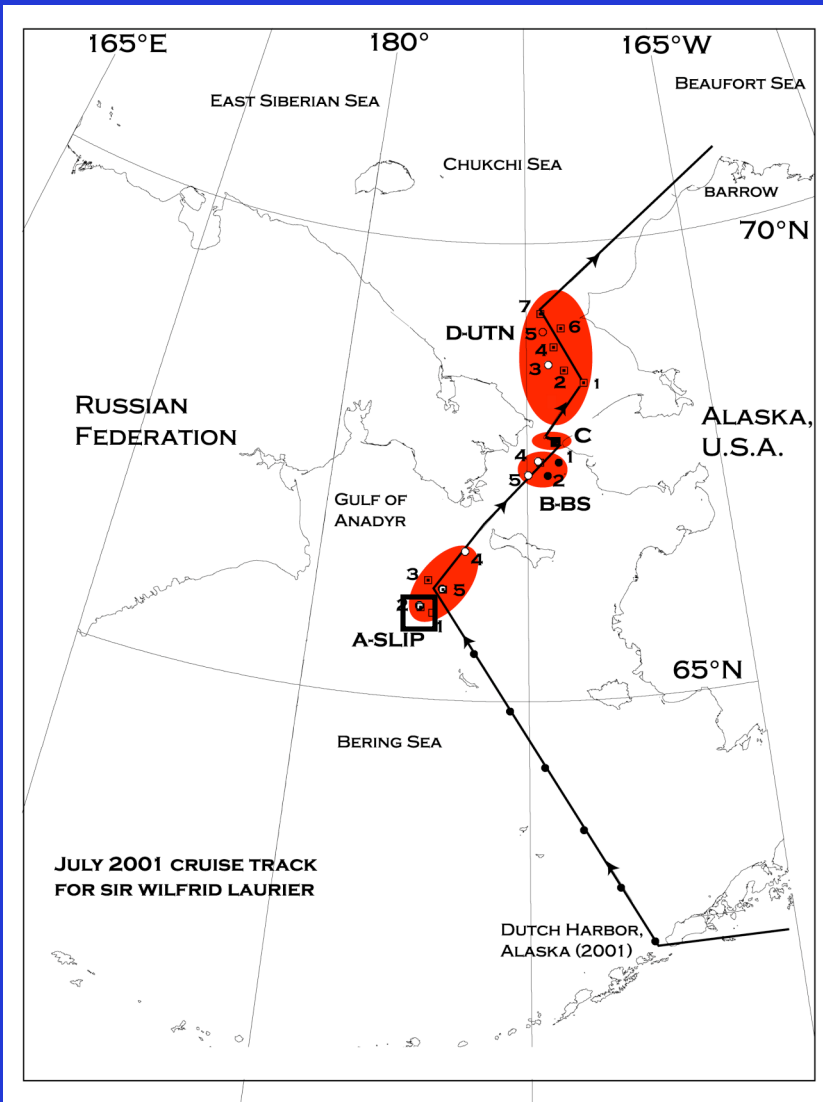 165°E
180°
165°W
BEAUFORT SEA
EAST SIBERIAN SEA
CHUKCHI SEA
BARROW
70°N
7
D-UTN
5
6
4
3
2
1
RUSSIAN
FEDERATION
ALASKA,
U.S.A.
C
4
1
5
2
B-BS
GULF OF
ANADYR
4
3
5
2
1
A-SLIP
65°N
BERING SEA
JULY 2001 CRUISE TRACK
FOR SIR WILFRID LAURIER
DUTCH HARBOR,
ALASKA (2001)